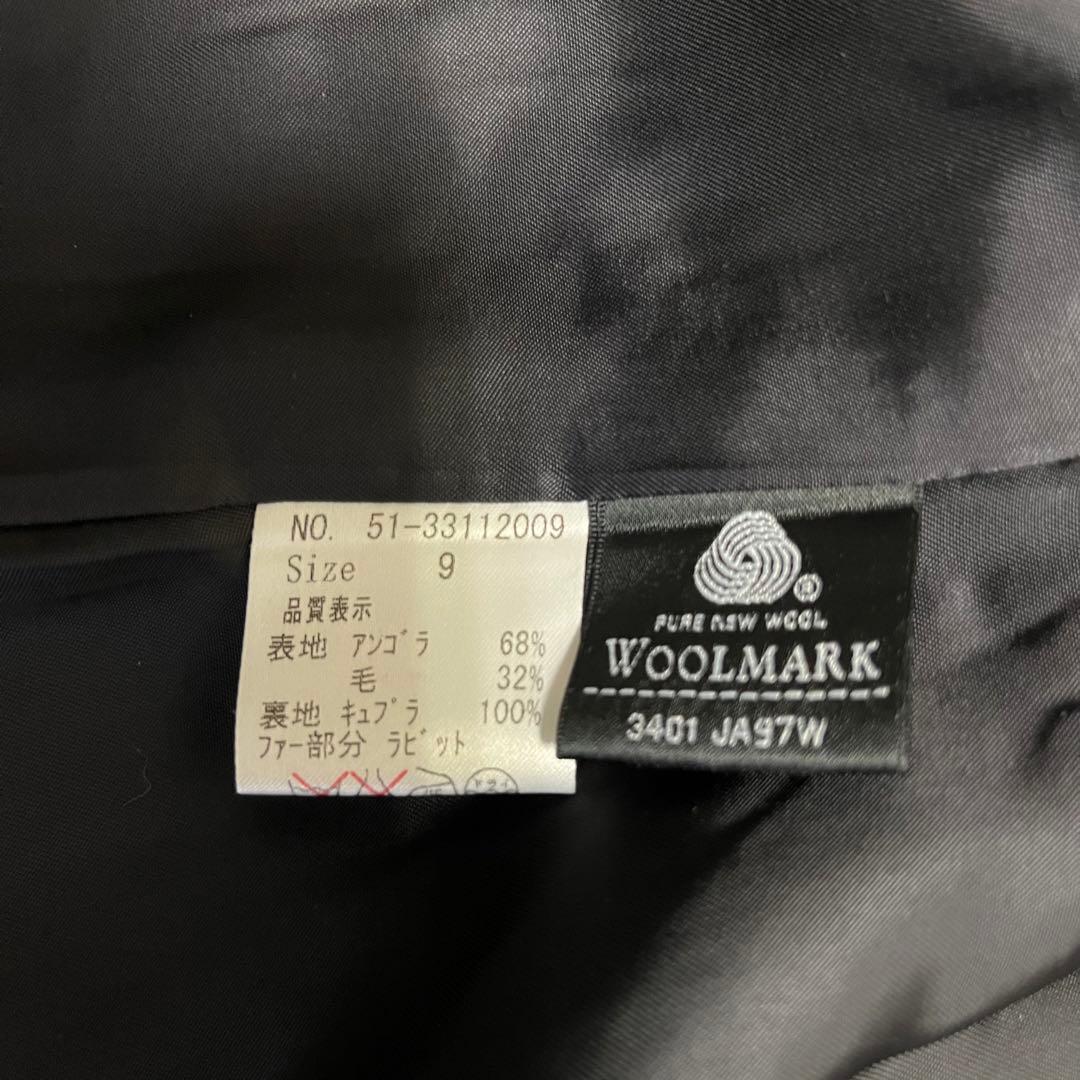 NO. 51-33112009
Size 9
品質表示
表地 アンゴラ 68%
毛 32%
裏地 キュプラ 100%
ファー部分 ラビット
PURE NEW WOOL
WOOLMARK
3401 JA97W